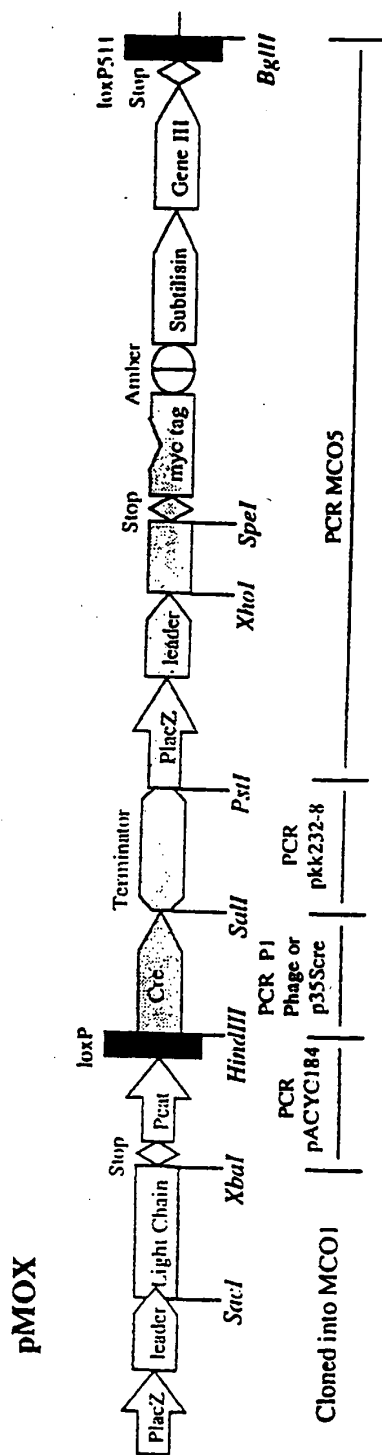 pMOX
PlacZ
leader
Light Chain
Stop
Pcat
loxP
Cre
Terminator
PlacZ
leader
Stop
myc tag
Amber
Subtilisin
Gene III
Stop
loxP511
SacI
XbaI
HindIII
SalI
PstI
XhoI
SpeI
BglII
Cloned into MCO1
PCR
pACYC184
PCR P1
Phage or
p35Scre
PCR
pkk232-8
PCR MCO5